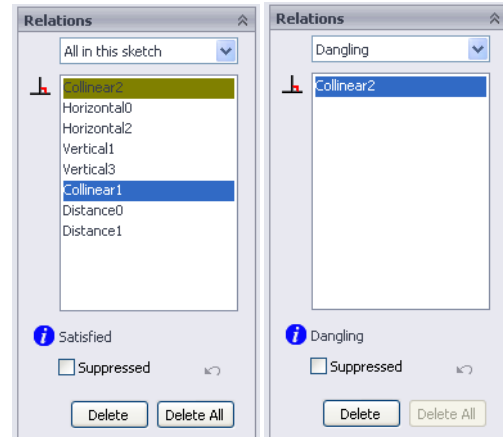 Relations
All in this sketch
Collinear2
Horizontal0
Horizontal2
Vertical1
Vertical3
Collinear1
Distance0
Distance1
Satisfied
Suppressed
Delete Delete All
Relations
Dangling
Collinear2
Dangling
Suppressed
Delete Delete All